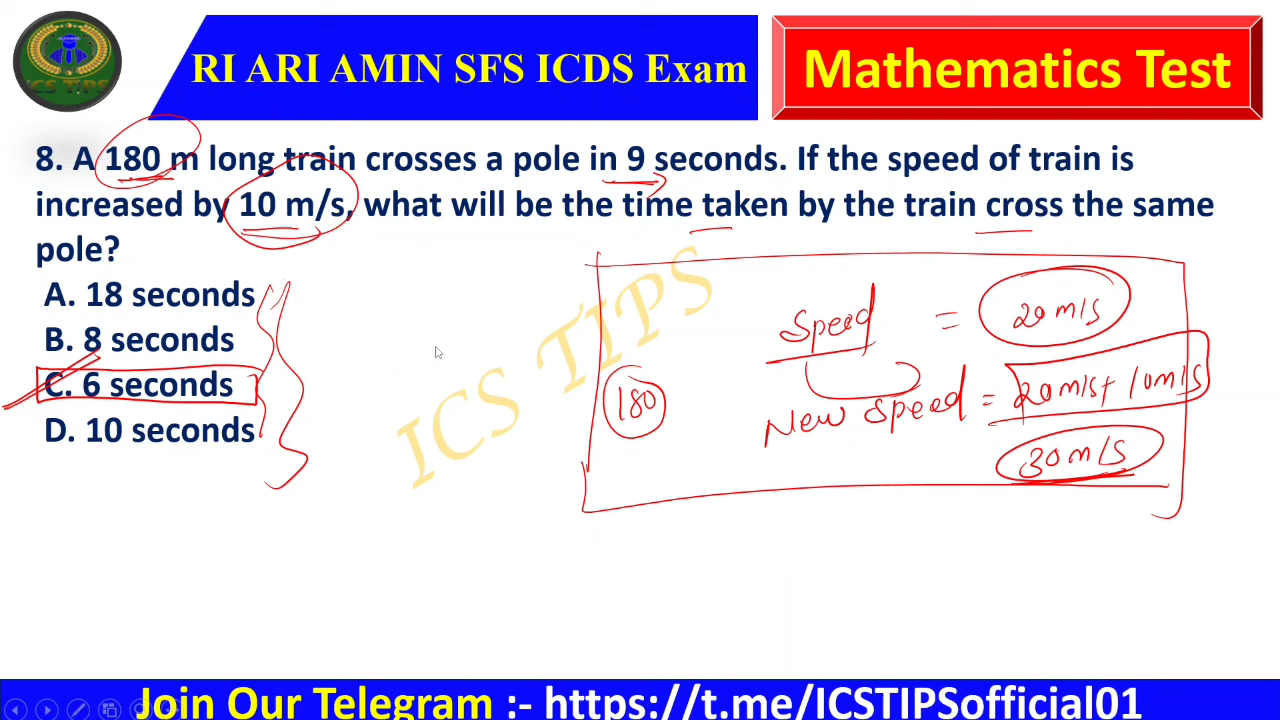 ICS TIPS
RI ARI AMIN SFS ICDS Exam
Mathematics Test
8. A 180 m long train crosses a pole in 9 seconds. If the speed of train is
increased by 10 m/s, what will be the time taken by the train cross the same
pole?
A. 18 seconds
B. 8 seconds
C. 6 seconds
D. 10 seconds
ICS TIPS
Speed = 20 m/s
180
New Speed = 20 m/s + 10 m/s
30 m/s
Join Our Telegram :- https://t.me/ICSTIPSofficial01